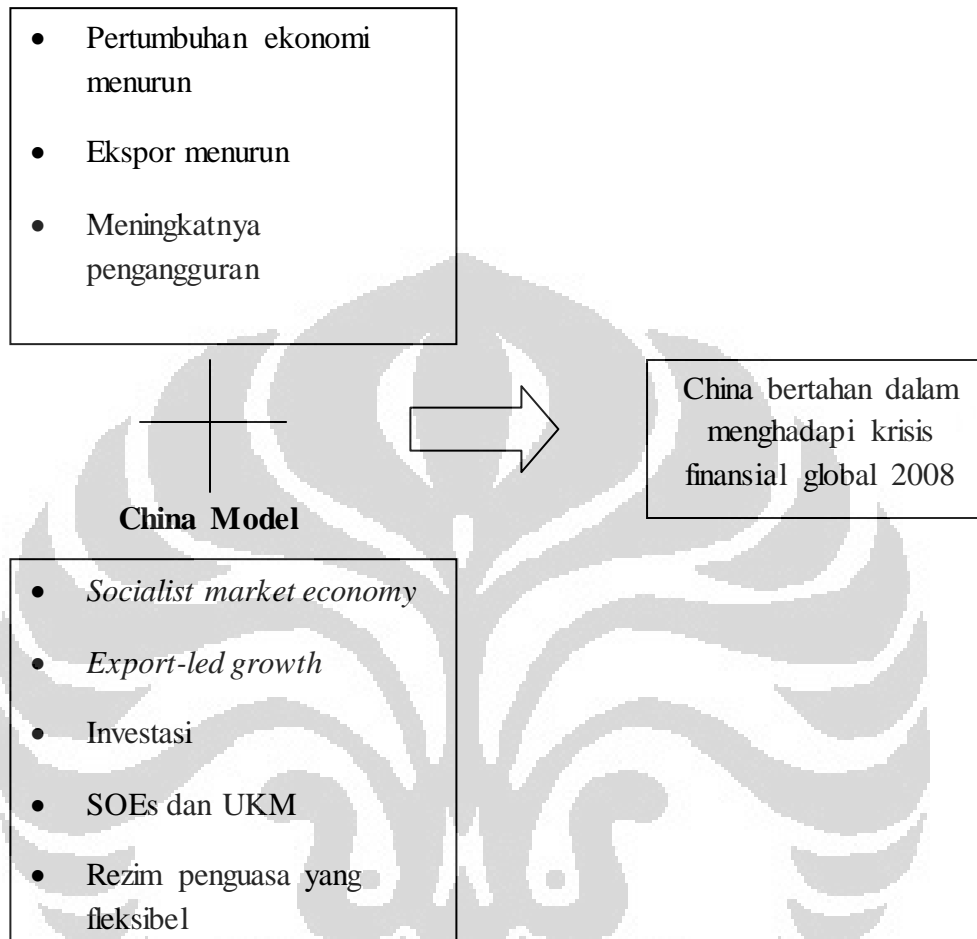 • Pertumbuhan ekonomi
menurun
• Ekspor menurun
• Meningkatnya
pengangguran
China bertahan dalam
menghadapi krisis
finansial global 2008
China Model
• Socialist market economy
• Export-led growth
• Investasi
• SOEs dan UKM
• Rezim penguasa yang
fleksibel